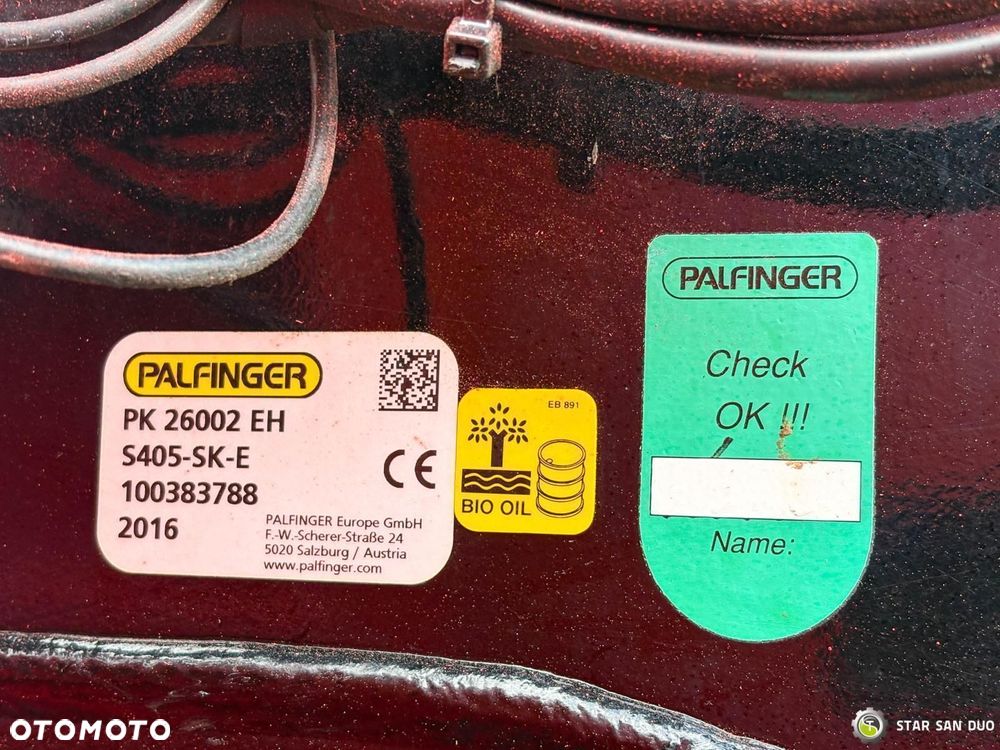 PALFINGER
PK 26002 EH
S405-SK-E
100383788
2016
PALFINGER Europe GmbH
F.-W.-Scherer-Straße 24
5020 Salzburg / Austria
www.palfinger.com
CE
EB 891
BIO OIL
PALFINGER
Check
OK !!!
Name:
OTOMOTO
STAR SAN DUO